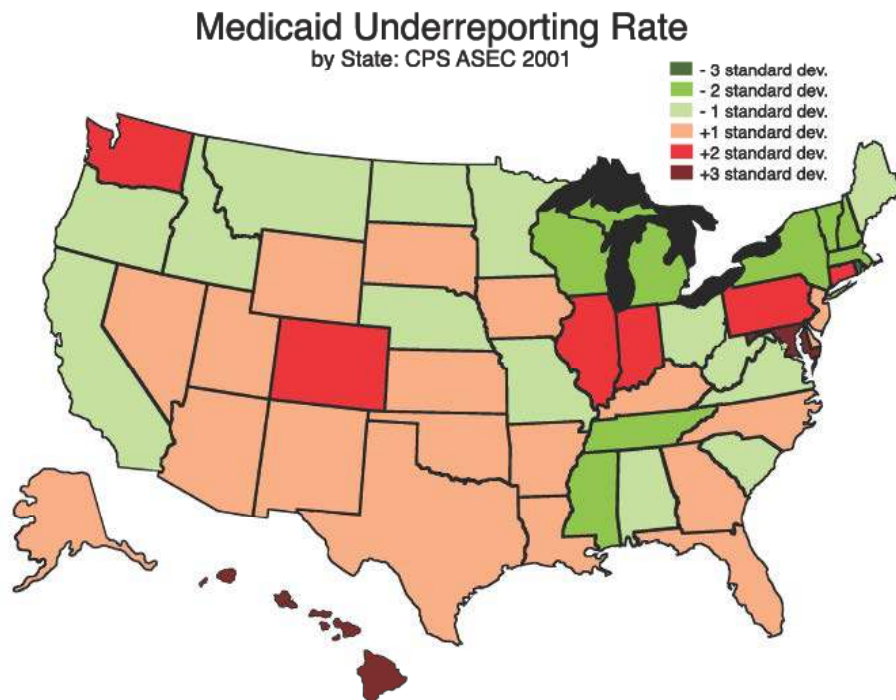 Medicaid Underreporting Rate
by State: CPS ASEC 2001
- 3 standard dev.
- 2 standard dev.
- 1 standard dev.
+1 standard dev.
+2 standard dev.
+3 standard dev.